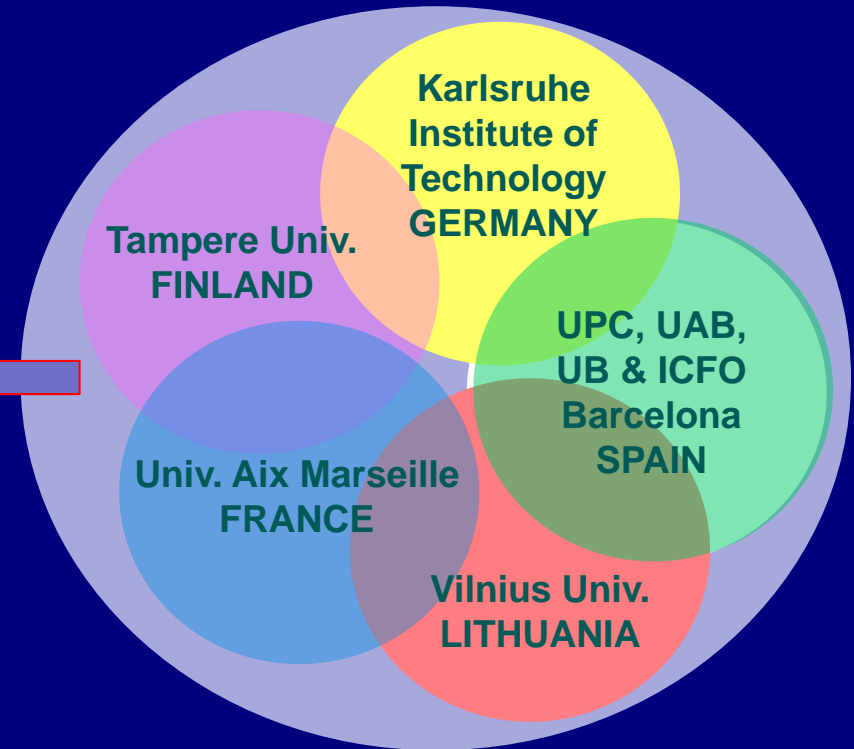 Karlsruhe
Institute of
Technology
GERMANY
Tampere Univ.
FINLAND
UPC, UAB,
UB & ICFO
Barcelona
SPAIN
Univ. Aix Marseille
FRANCE
Vilnius Univ.
LITHUANIA